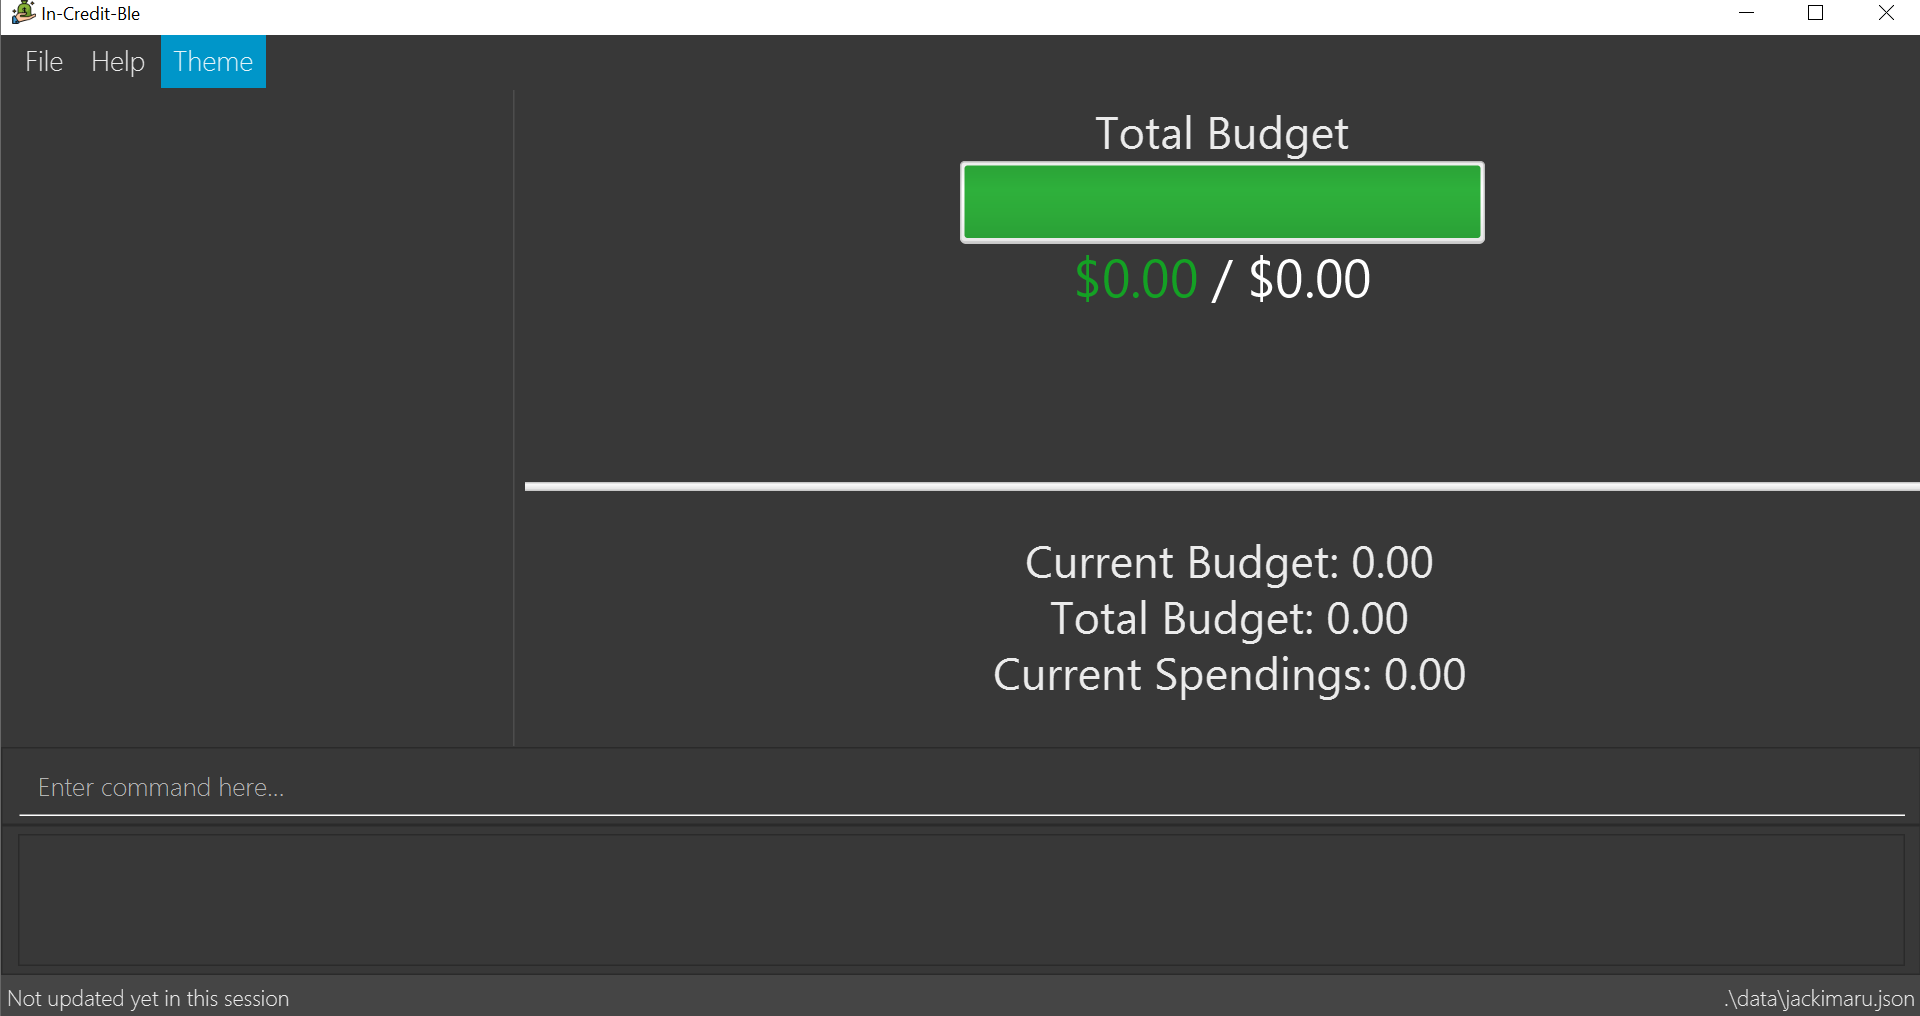 In-Credit-Ble
File Help Theme
Total Budget
$0.00 / $0.00
Current Budget: 0.00
Total Budget: 0.00
Current Spendings: 0.00
Enter command here...
Not updated yet in this session
.\data\jackimaru.json